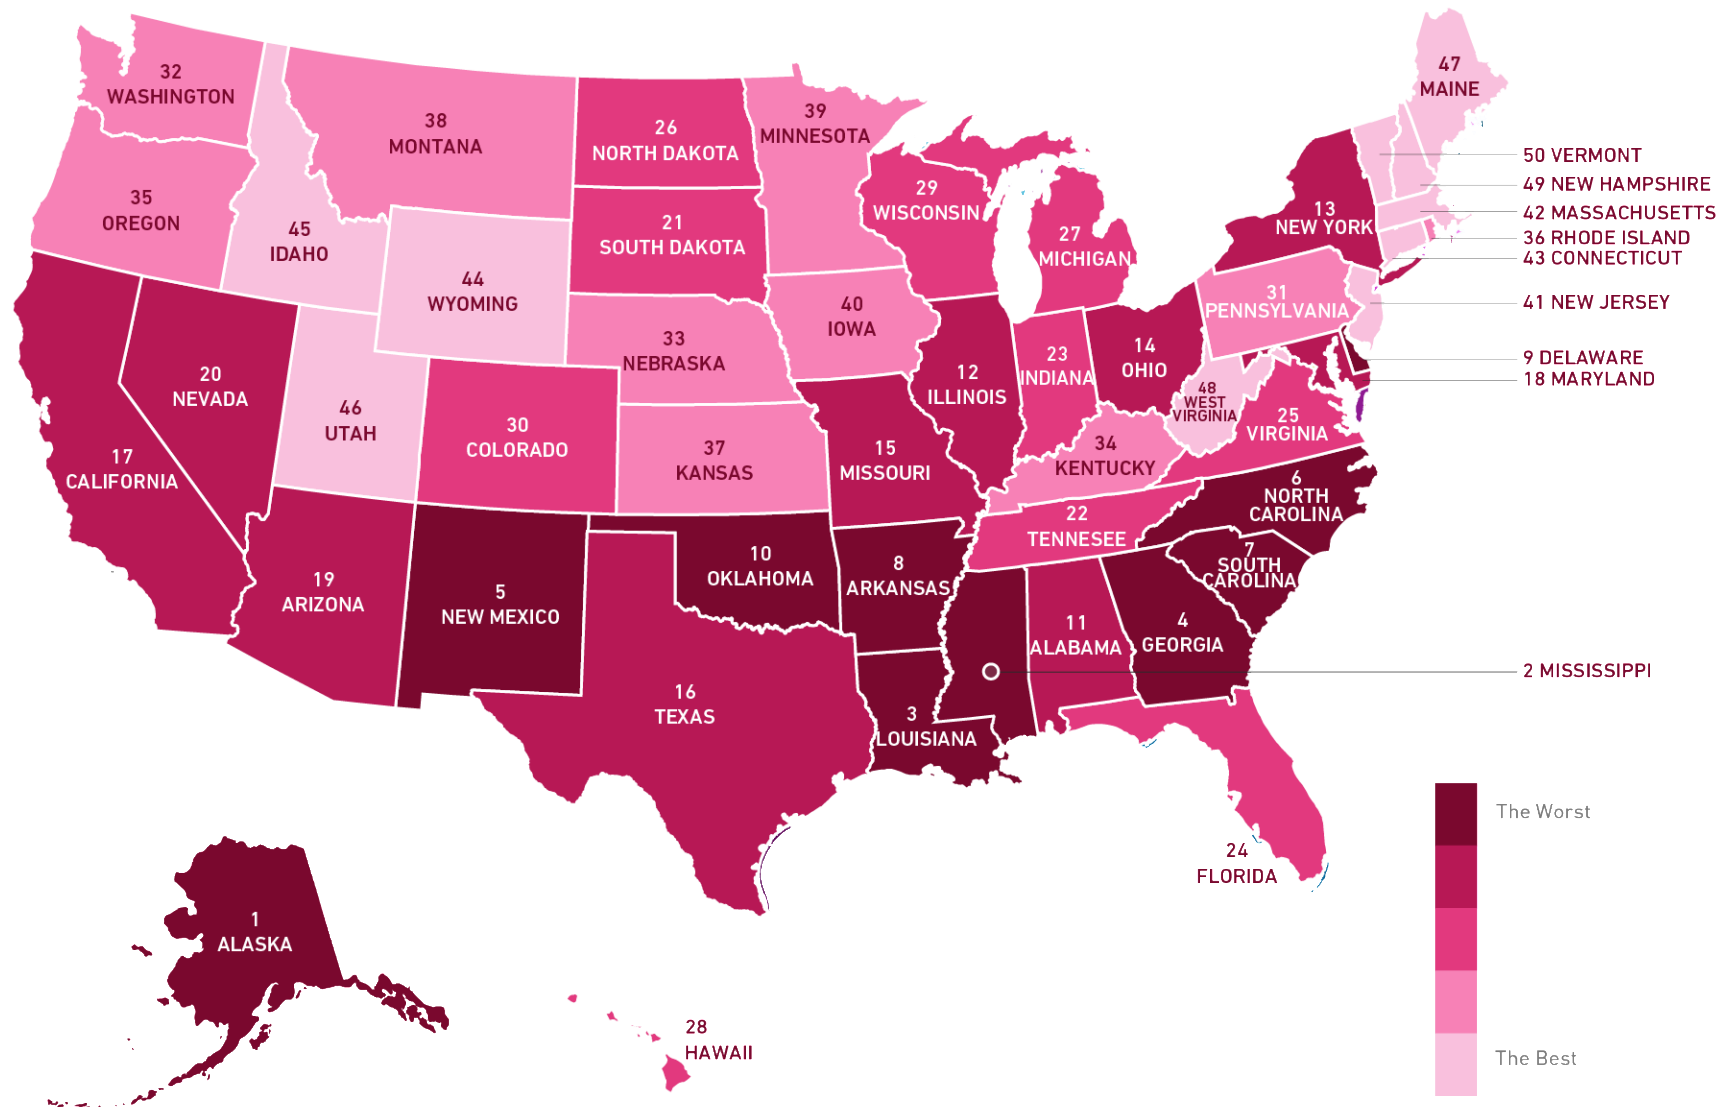 32
WASHINGTON
38
MONTANA
26
NORTH DAKOTA
39
MINNESOTA
47
MAINE
50 VERMONT
49 NEW HAMPSHIRE
42 MASSACHUSETTS
36 RHODE ISLAND
43 CONNECTICUT
41 NEW JERSEY
9 DELAWARE
18 MARYLAND
35
OREGON
45
IDAHO
21
SOUTH DAKOTA
29
WISCONSIN
27
MICHIGAN
13
NEW YORK
44
WYOMING
40
IOWA
31
PENNSYLVANIA
33
NEBRASKA
20
NEVADA
46
UTAH
30
COLORADO
37
KANSAS
12
ILLINOIS
23
INDIANA
14
OHIO
48
WEST
VIRGINIA
25
VIRGINIA
17
CALIFORNIA
15
MISSOURI
34
KENTUCKY
22
TENNESEE
6
NORTH
CAROLINA
19
ARIZONA
5
NEW MEXICO
10
OKLAHOMA
8
ARKANSAS
7
SOUTH
CAROLINA
11
ALABAMA
4
GEORGIA
2 MISSISSIPPI
16
TEXAS
3
LOUISIANA
24
FLORIDA
1
ALASKA
28
HAWAII
The Worst
The Best